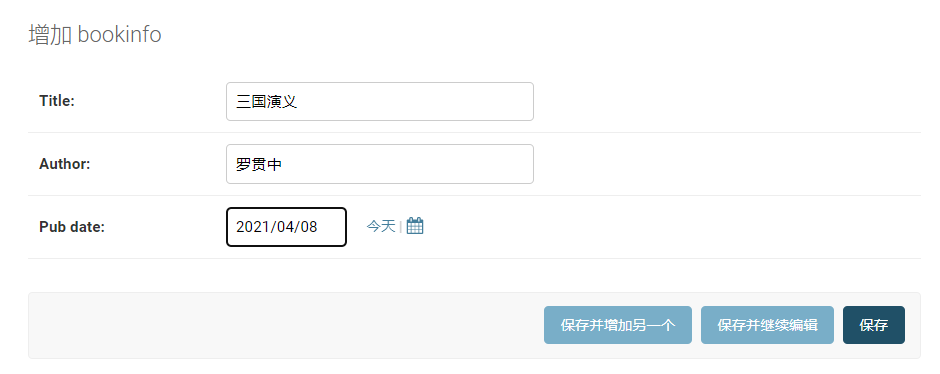 增加 bookinfo
Title: 三国演义
Author: 罗贯中
Pub date: 2021/04/08 今天 |
保存并增加另一个 保存并继续编辑 保存